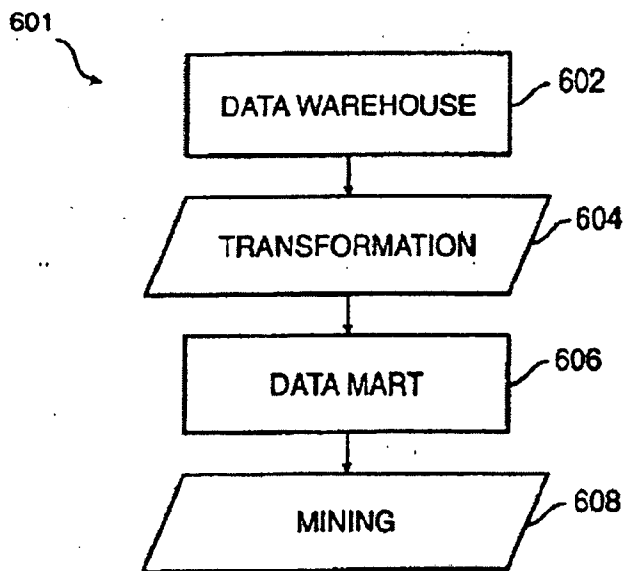 601
DATA WAREHOUSE
602
TRANSFORMATION
604
DATA MART
606
MINING
608